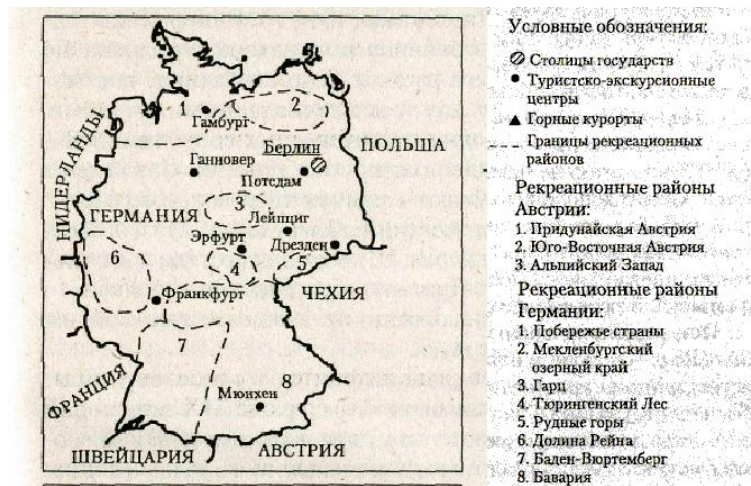 Гамбург
2
1
Берлин
Ганновер
ПОЛЬША
Потсдам
НИДЕРЛАНДЫ
3
ГЕРМАНИЯ
Лейпциг
Эрфурт
Дрезден
6
4
5
Франкфурт
ЧЕХИЯ
7
ФРАНЦИЯ
8
Мюнхен
ШВЕЙЦАРИЯ
АВСТРИЯ
Условные обозначения:
Столицы государств
Туристско-экскурсионные
центры
Горные курорты
Границы рекреационных
районов
Рекреационные районы
Австрии:
1. Придунайская Австрия
2. Юго-Восточная Австрия
3. Альпийский Запад
Рекреационные районы
Германии:
1. Побережье страны
2. Мекленбургский
озерный край
3. Гарц
4. Тюрингенский Лес
5. Рудные горы
6. Долина Рейна
7. Баден-Вюртемберг
8. Бавария